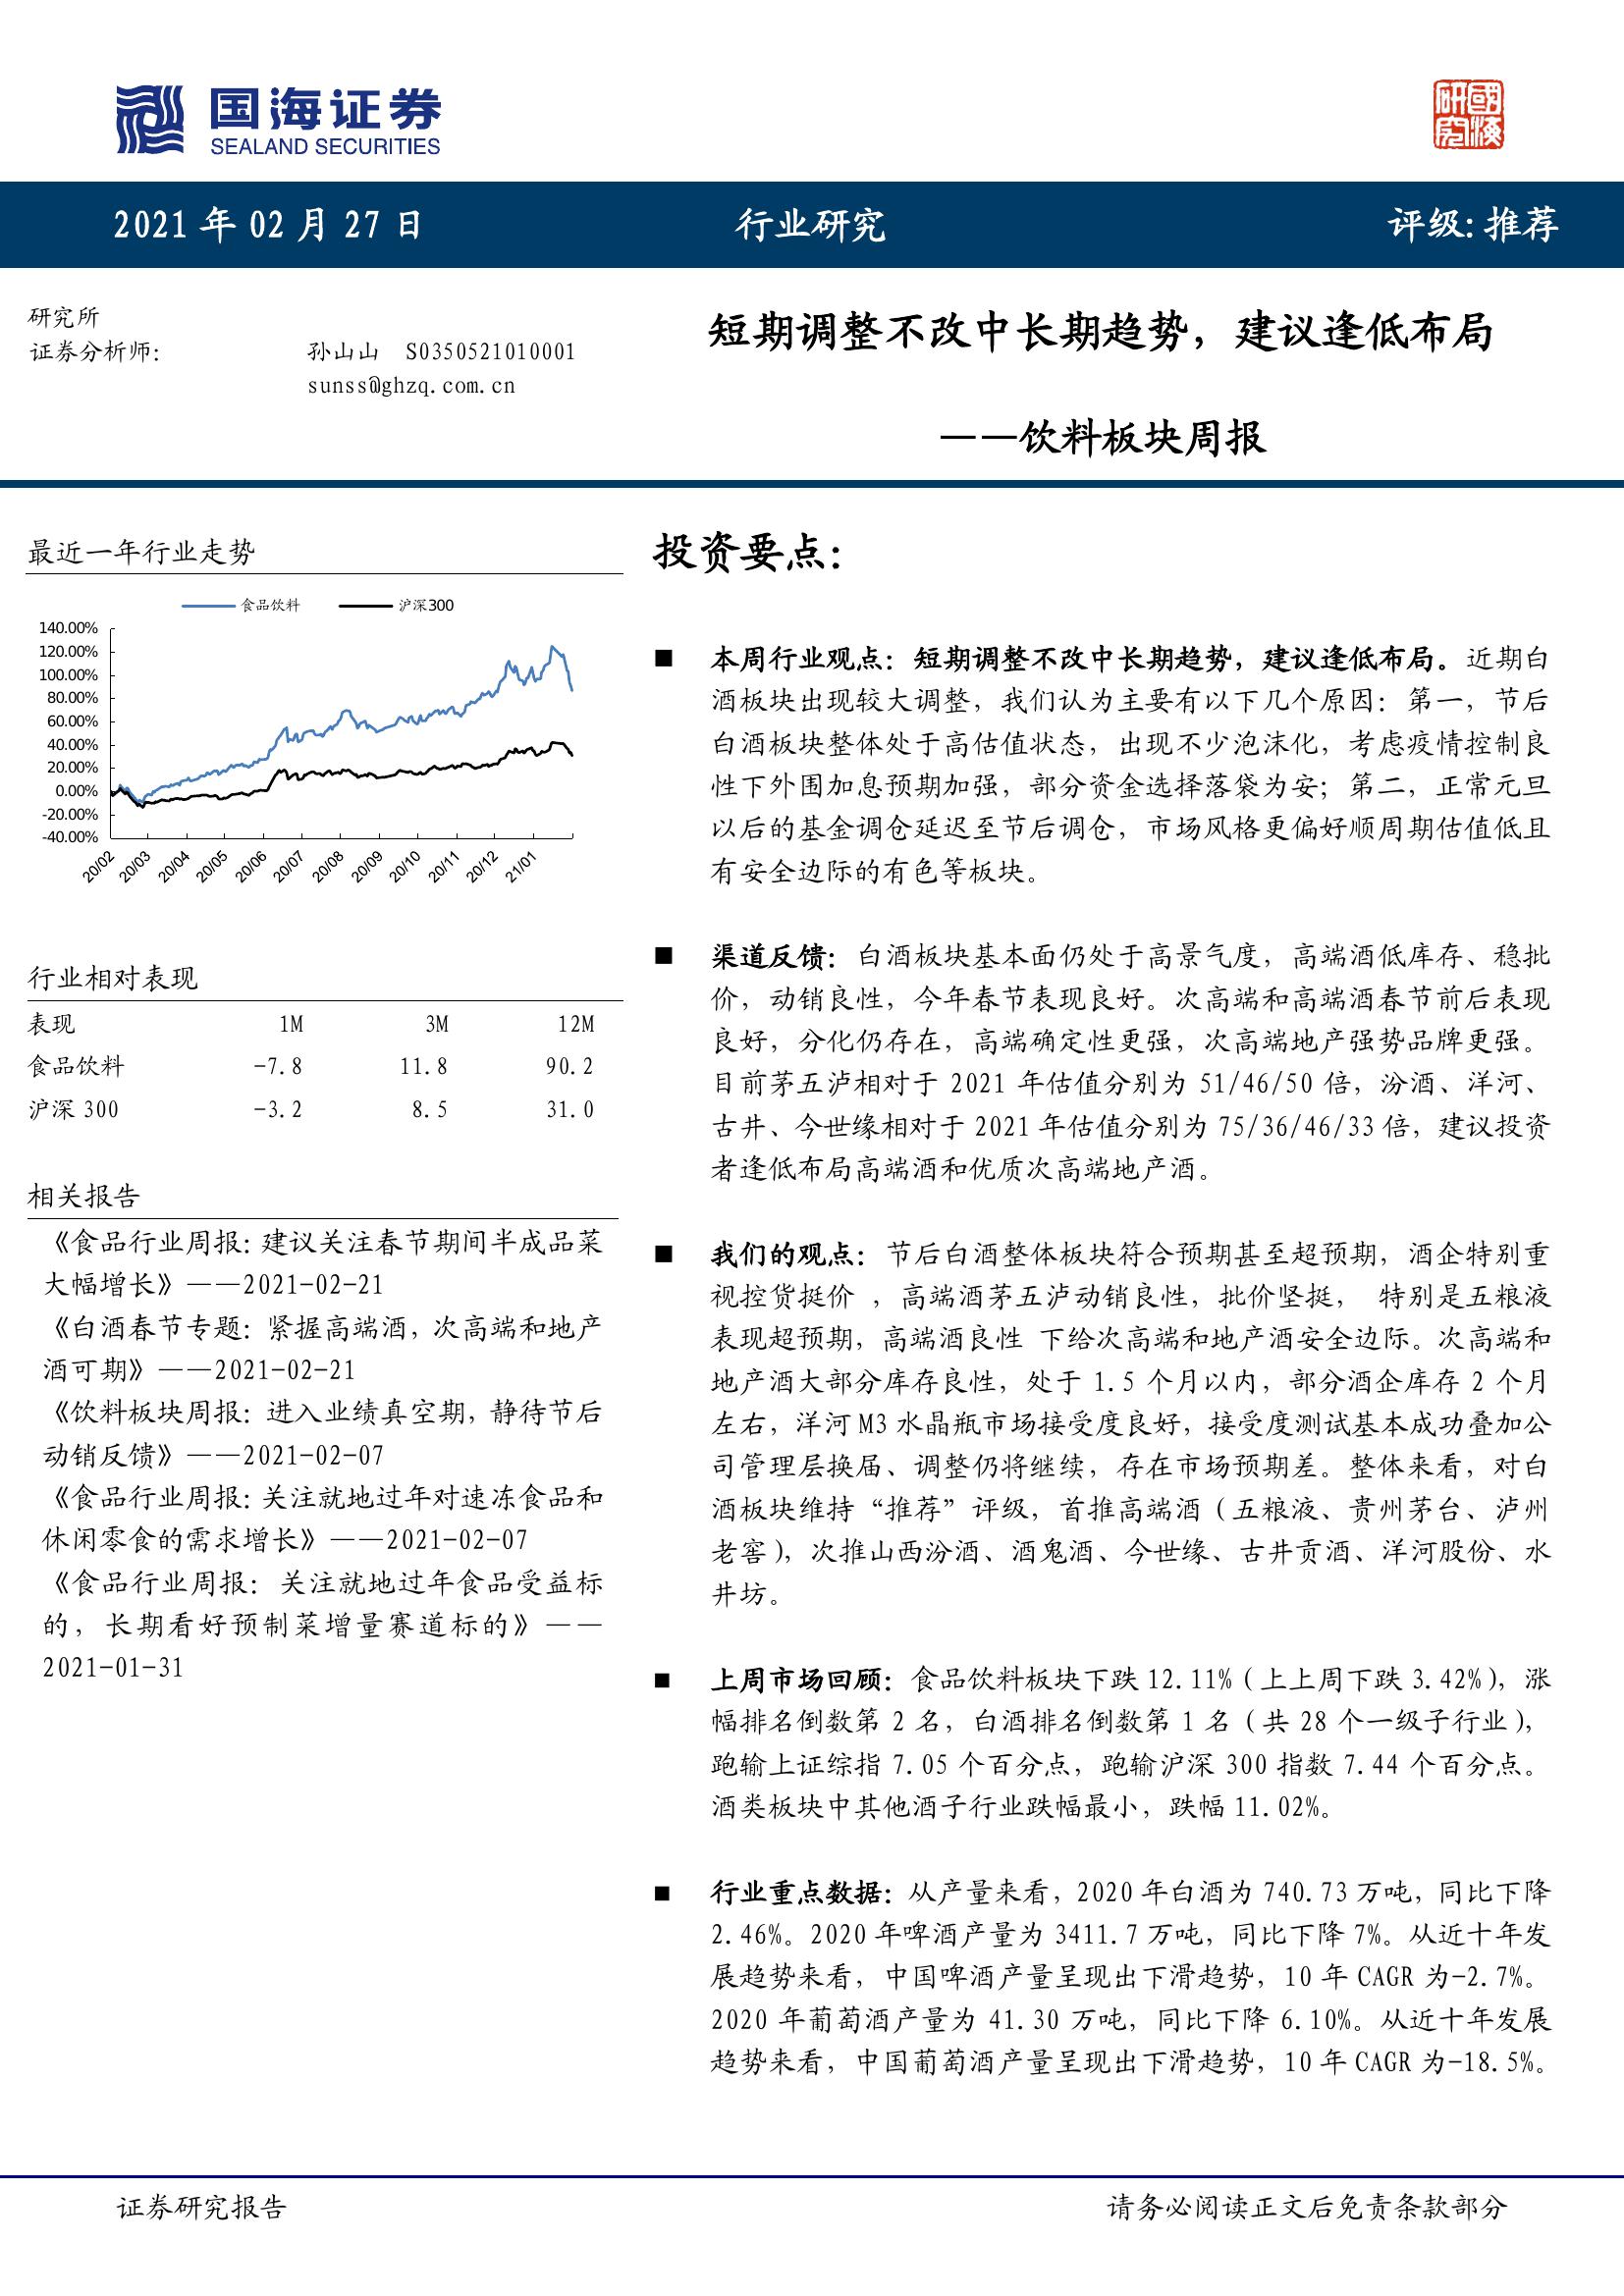 国海证券
SEALAND SECURITIES
研究
國海
2021 年 02 月 27 日
行业研究
评级:推荐
研究所
证券分析师:
孙山山 S0350521010001
sunss@ghzq.com.cn
短期调整不改中长期趋势，建议逢低布局
——饮料板块周报
最近一年行业走势
食品饮料
沪深300
140.00%
120.00%
100.00%
80.00%
60.00%
40.00%
20.00%
0.00%
-20.00%
-40.00%
20/02
20/03
20/04
20/05
20/06
20/07
20/08
20/09
20/10
20/11
20/12
21/01
行业相对表现
表现 1M 3M 12M
食品饮料 -7.8 11.8 90.2
沪深 300 -3.2 8.5 31.0
相关报告
《食品行业周报：建议关注春节期间半成品菜
大幅增长》——2021-02-21
《白酒春节专题：紧握高端酒，次高端和地产
酒可期》——2021-02-21
《饮料板块周报：进入业绩真空期，静待节后
动销反馈》——2021-02-07
《食品行业周报：关注就地过年对速冻食品和
休闲零食的需求增长》——2021-02-07
《食品行业周报：关注就地过年食品受益标
的，长期看好预制菜增量赛道标的》——
2021-01-31
投资要点：
■ 本周行业观点：短期调整不改中长期趋势，建议逢低布局。近期白
酒板块出现较大调整，我们认为主要有以下几个原因：第一，节后
白酒板块整体处于高估值状态，出现不少泡沫化，考虑疫情控制良
性下外围加息预期加强，部分资金选择落袋为安；第二，正常元旦
以后的基金调仓延迟至节后调仓，市场风格更偏好顺周期估值低且
有安全边际的有色等板块。
■ 渠道反馈：白酒板块基本面仍处于高景气度，高端酒低库存、稳批
价，动销良性，今年春节表现良好。次高端和高端酒春节前后表现
良好，分化仍存在，高端确定性更强，次高端地产强势品牌更强。
目前茅五泸相对于 2021 年估值分别为 51/46/50 倍，汾酒、洋河、
古井、今世缘相对于 2021 年估值分别为 75/36/46/33 倍，建议投资
者逢低布局高端酒和优质次高端地产酒。
■ 我们的观点：节后白酒整体板块符合预期甚至超预期，酒企特别重
视控货挺价 ，高端酒茅五泸动销良性，批价坚挺， 特别是五粮液
表现超预期，高端酒良性 下给次高端和地产酒安全边际。次高端和
地产酒大部分库存良性，处于 1.5 个月以内，部分酒企库存 2 个月
左右，洋河 M3 水晶瓶市场接受度良好，接受度测试基本成功叠加公
司管理层换届、调整仍将继续，存在市场预期差。整体来看，对白
酒板块维持“推荐”评级，首推高端酒（五粮液、贵州茅台、泸州
老窖），次推山西汾酒、酒鬼酒、今世缘、古井贡酒、洋河股份、水
井坊。
■ 上周市场回顾：食品饮料板块下跌 12.11%（上上周下跌 3.42%），涨
幅排名倒数第 2 名，白酒排名倒数第 1 名（共 28 个一级子行业），
跑输上证综指 7.05 个百分点，跑输沪深 300 指数 7.44 个百分点。
酒类板块中其他酒子行业跌幅最小，跌幅 11.02%。
■ 行业重点数据：从产量来看，2020 年白酒为 740.73 万吨，同比下降
2.46%。2020 年啤酒产量为 3411.7 万吨，同比下降 7%。从近十年发
展趋势来看，中国啤酒产量呈现出下滑趋势，10 年 CAGR 为-2.7%。
2020 年葡萄酒产量为 41.30 万吨，同比下降 6.10%。从近十年发展
趋势来看，中国葡萄酒产量呈现出下滑趋势，10 年 CAGR 为-18.5%。
证券研究报告
请务必阅读正文后免责条款部分